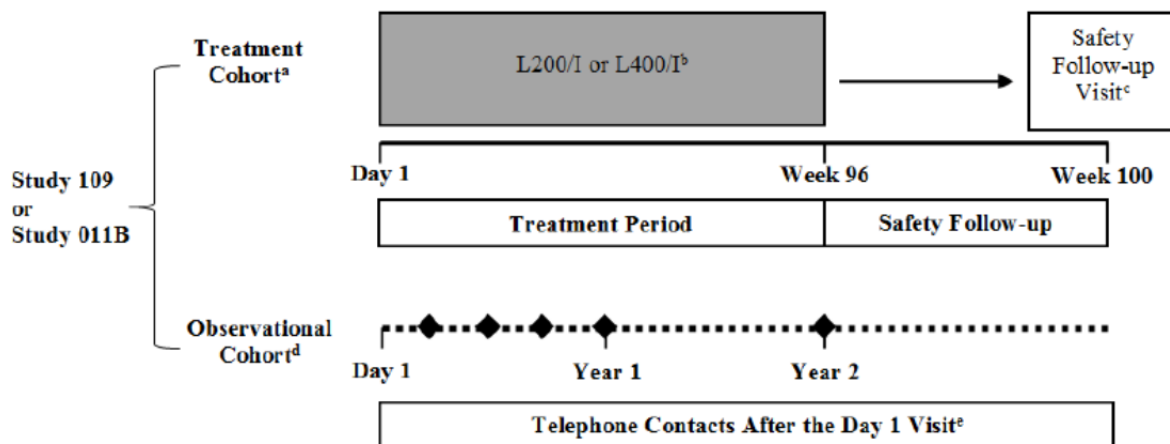 Treatment
Cohortᵃ
L200/I or L400/Iᵇ
Safety
Follow-up
Visitᶜ
Day 1
Week 96
Week 100
Study 109
or
Study 011B
Treatment Period
Safety Follow-up
Observational
Cohortᵈ
Day 1
Year 1
Year 2
Telephone Contacts After the Day 1 Visitᵉ